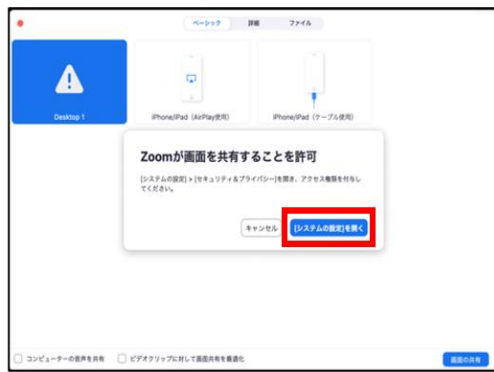 ベーシック 詳細 ファイル
Desktop 1
iPhone/iPad（AirPlay使用）
iPhone/iPad（ケーブル使用）
Zoomが画面を共有することを許可
[システムの設定] > [セキュリティ&プライバシー]を開き、アクセス権限を付与し
てください。
キャンセル
[システムの設定]を開く
コンピューターの音声を共有
ビデオクリップに対して画面共有を最適化
画面の共有